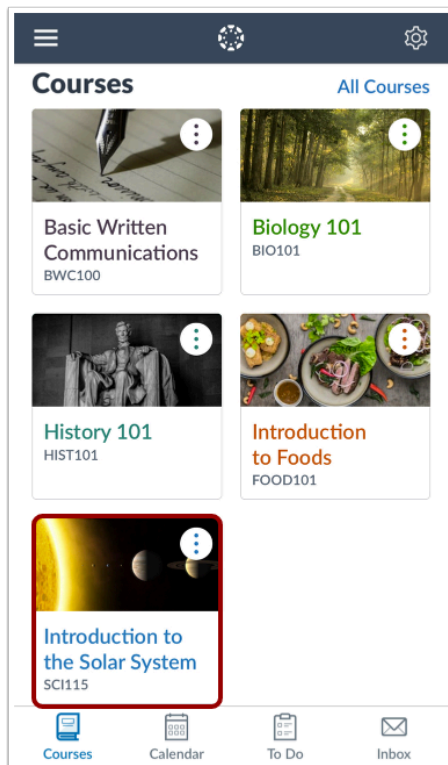 Courses
All Courses
Basic Written
Communications
BWC100
Biology 101
BIO101
History 101
HIST101
Introduction
to Foods
FOOD101
Introduction to
the Solar System
SCI115
Courses
Calendar
To Do
Inbox